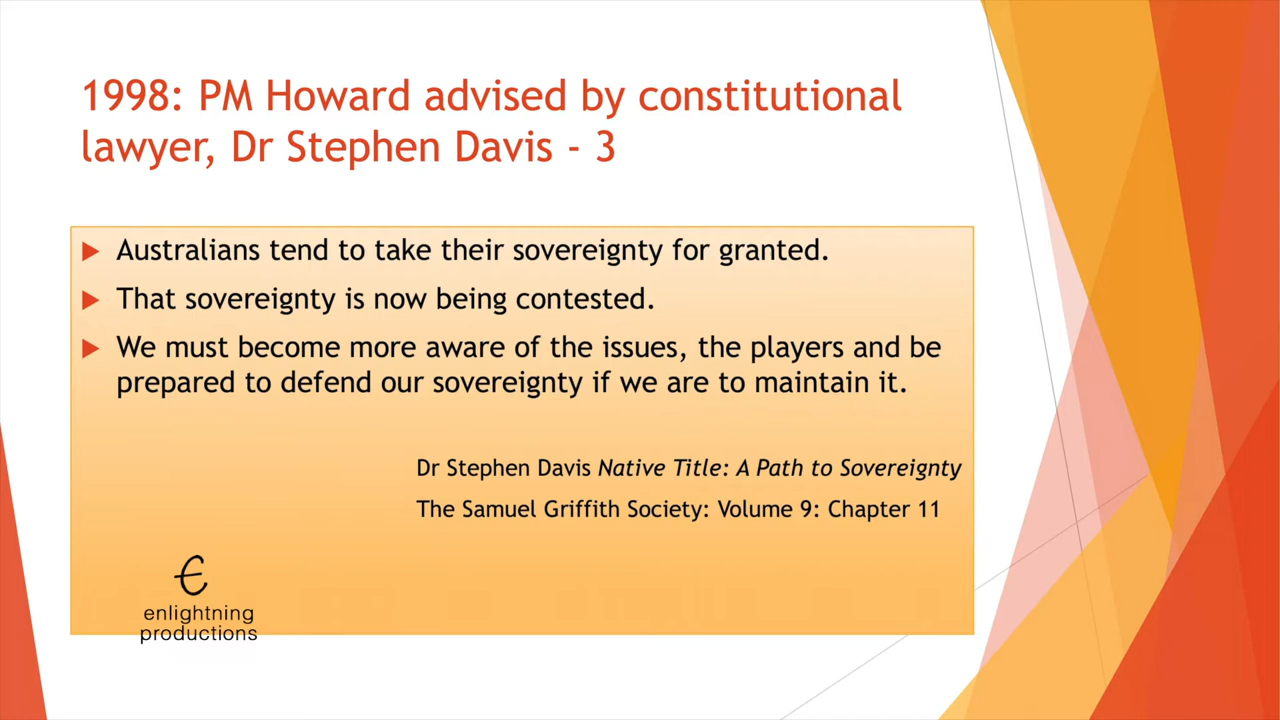 1998: PM Howard advised by constitutional
lawyer, Dr Stephen Davis - 3
Australians tend to take their sovereignty for granted.
That sovereignty is now being contested.
We must become more aware of the issues, the players and be
prepared to defend our sovereignty if we are to maintain it.
Dr Stephen Davis Native Title: A Path to Sovereignty
The Samuel Griffith Society: Volume 9: Chapter 11
enlightning
productions